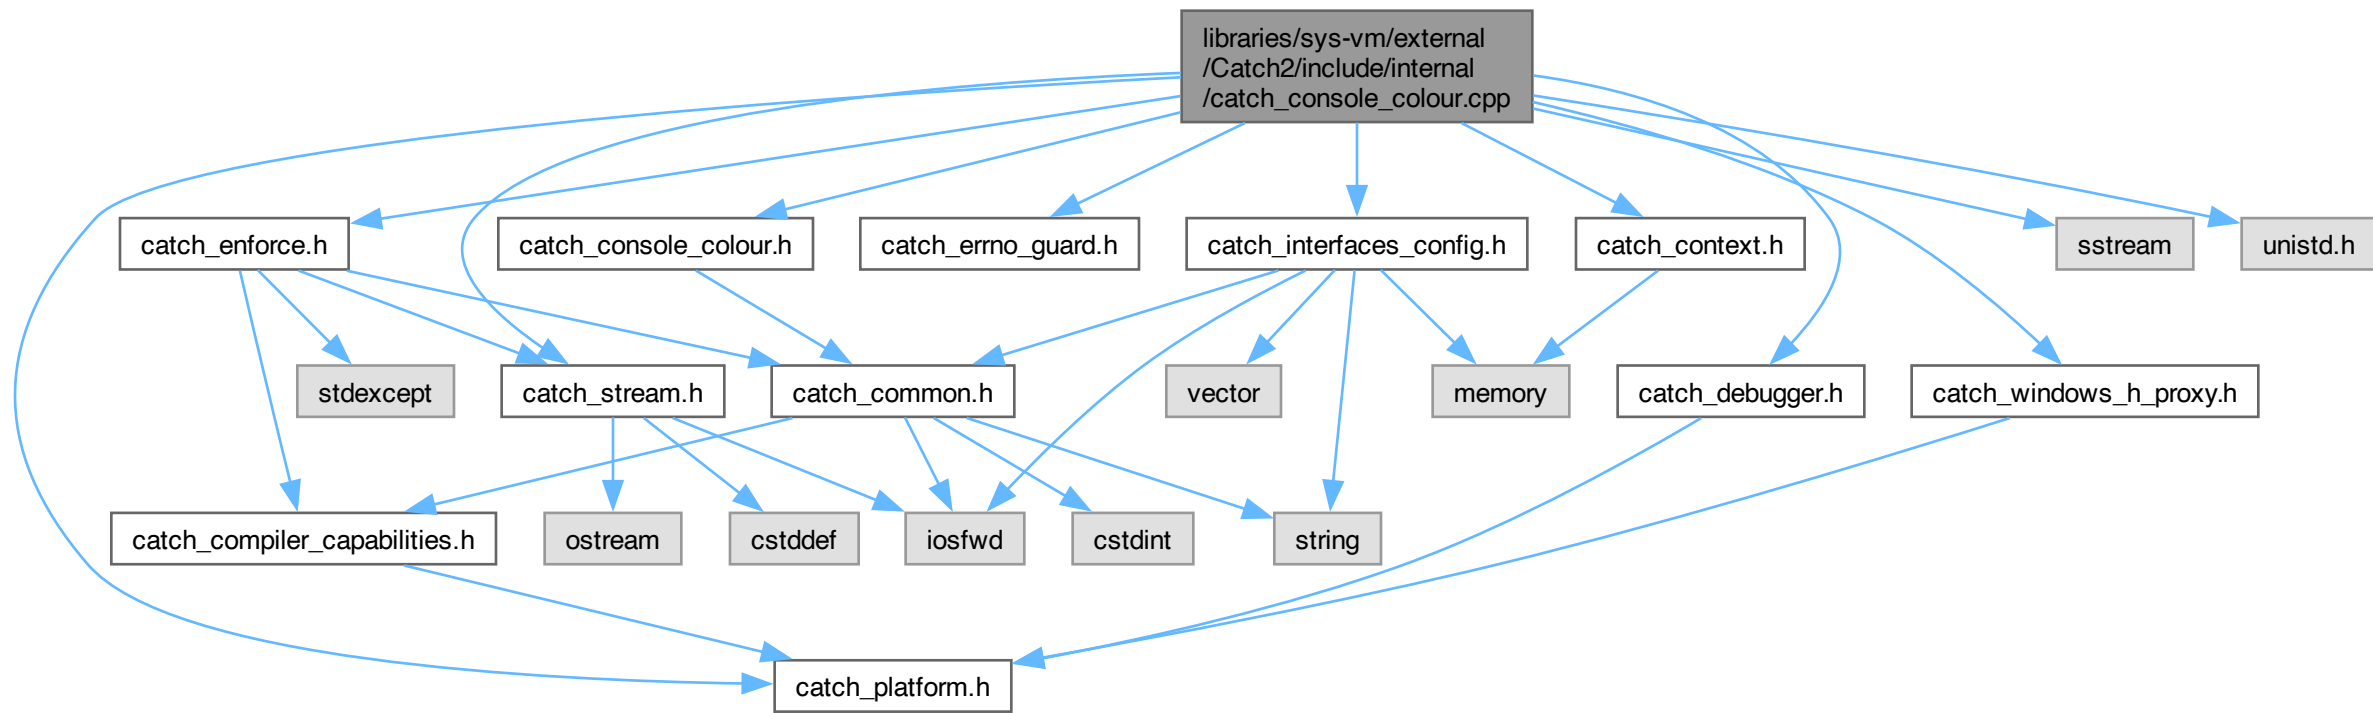 libraries/sys-vm/external
/Catch2/include/internal
/catch_console_colour.cpp
catch_enforce.h
catch_console_colour.h
catch_errno_guard.h
catch_interfaces_config.h
catch_context.h
sstream
unistd.h
stdexcept
catch_stream.h
catch_common.h
vector
memory
catch_debugger.h
catch_windows_h_proxy.h
catch_compiler_capabilities.h
ostream
cstddef
iosfwd
cstdint
string
catch_platform.h